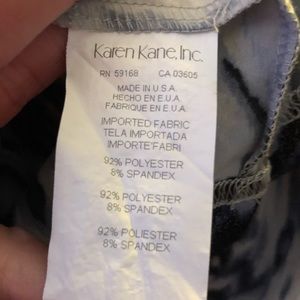 Karen Kane, Inc.
RN 59168 CA 03605
MADE IN U.S.A.
HECHO EN E.U.A.
FABRIQUE EN E.U.A.
IMPORTED FABRIC
TELA IMPORTADA
IMPORTE'FABRI
92% POLYESTER
8% SPANDEX
92% POLYESTER
8% SPANDEX
92% POLIESTER
8% SPANDEX